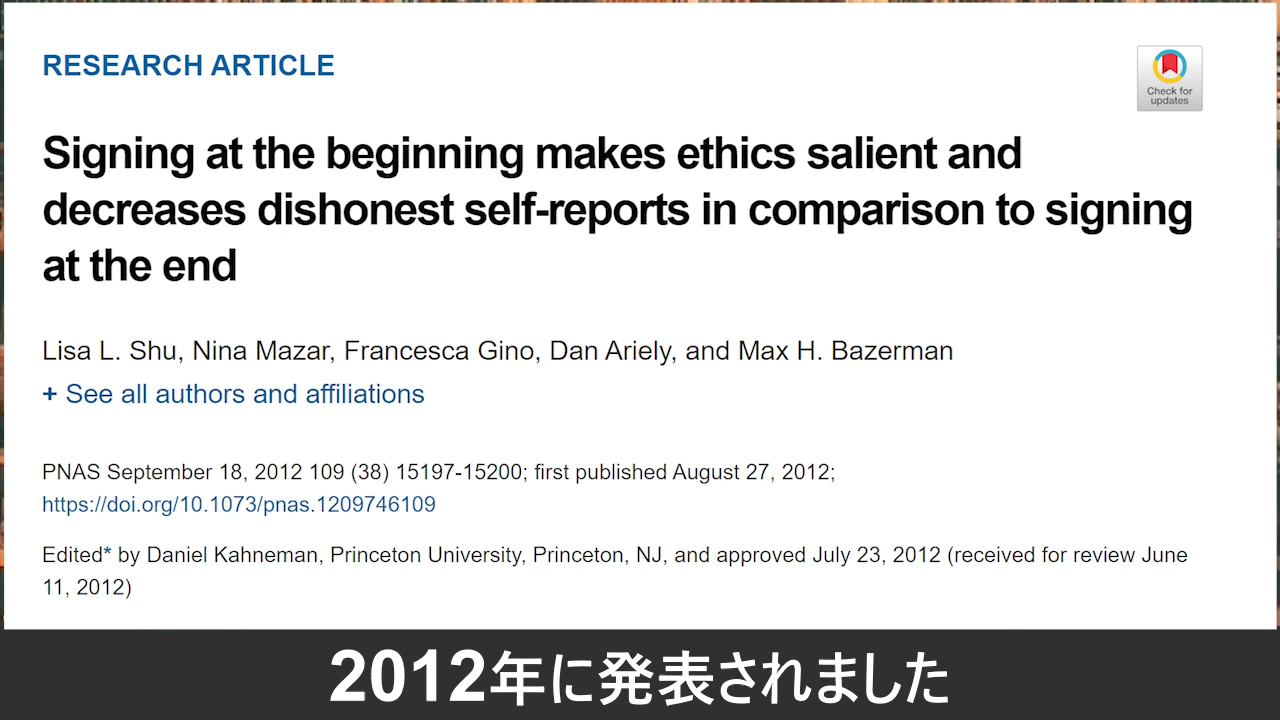 RESEARCH ARTICLE
Check for
updates
Signing at the beginning makes ethics salient and
decreases dishonest self-reports in comparison to signing
at the end
Lisa L. Shu, Nina Mazar, Francesca Gino, Dan Ariely, and Max H. Bazerman
+ See all authors and affiliations
PNAS September 18, 2012 109 (38) 15197-15200; first published August 27, 2012;
https://doi.org/10.1073/pnas.1209746109
Edited* by Daniel Kahneman, Princeton University, Princeton, NJ, and approved July 23, 2012 (received for review June
11, 2012)
2012年に発表されました